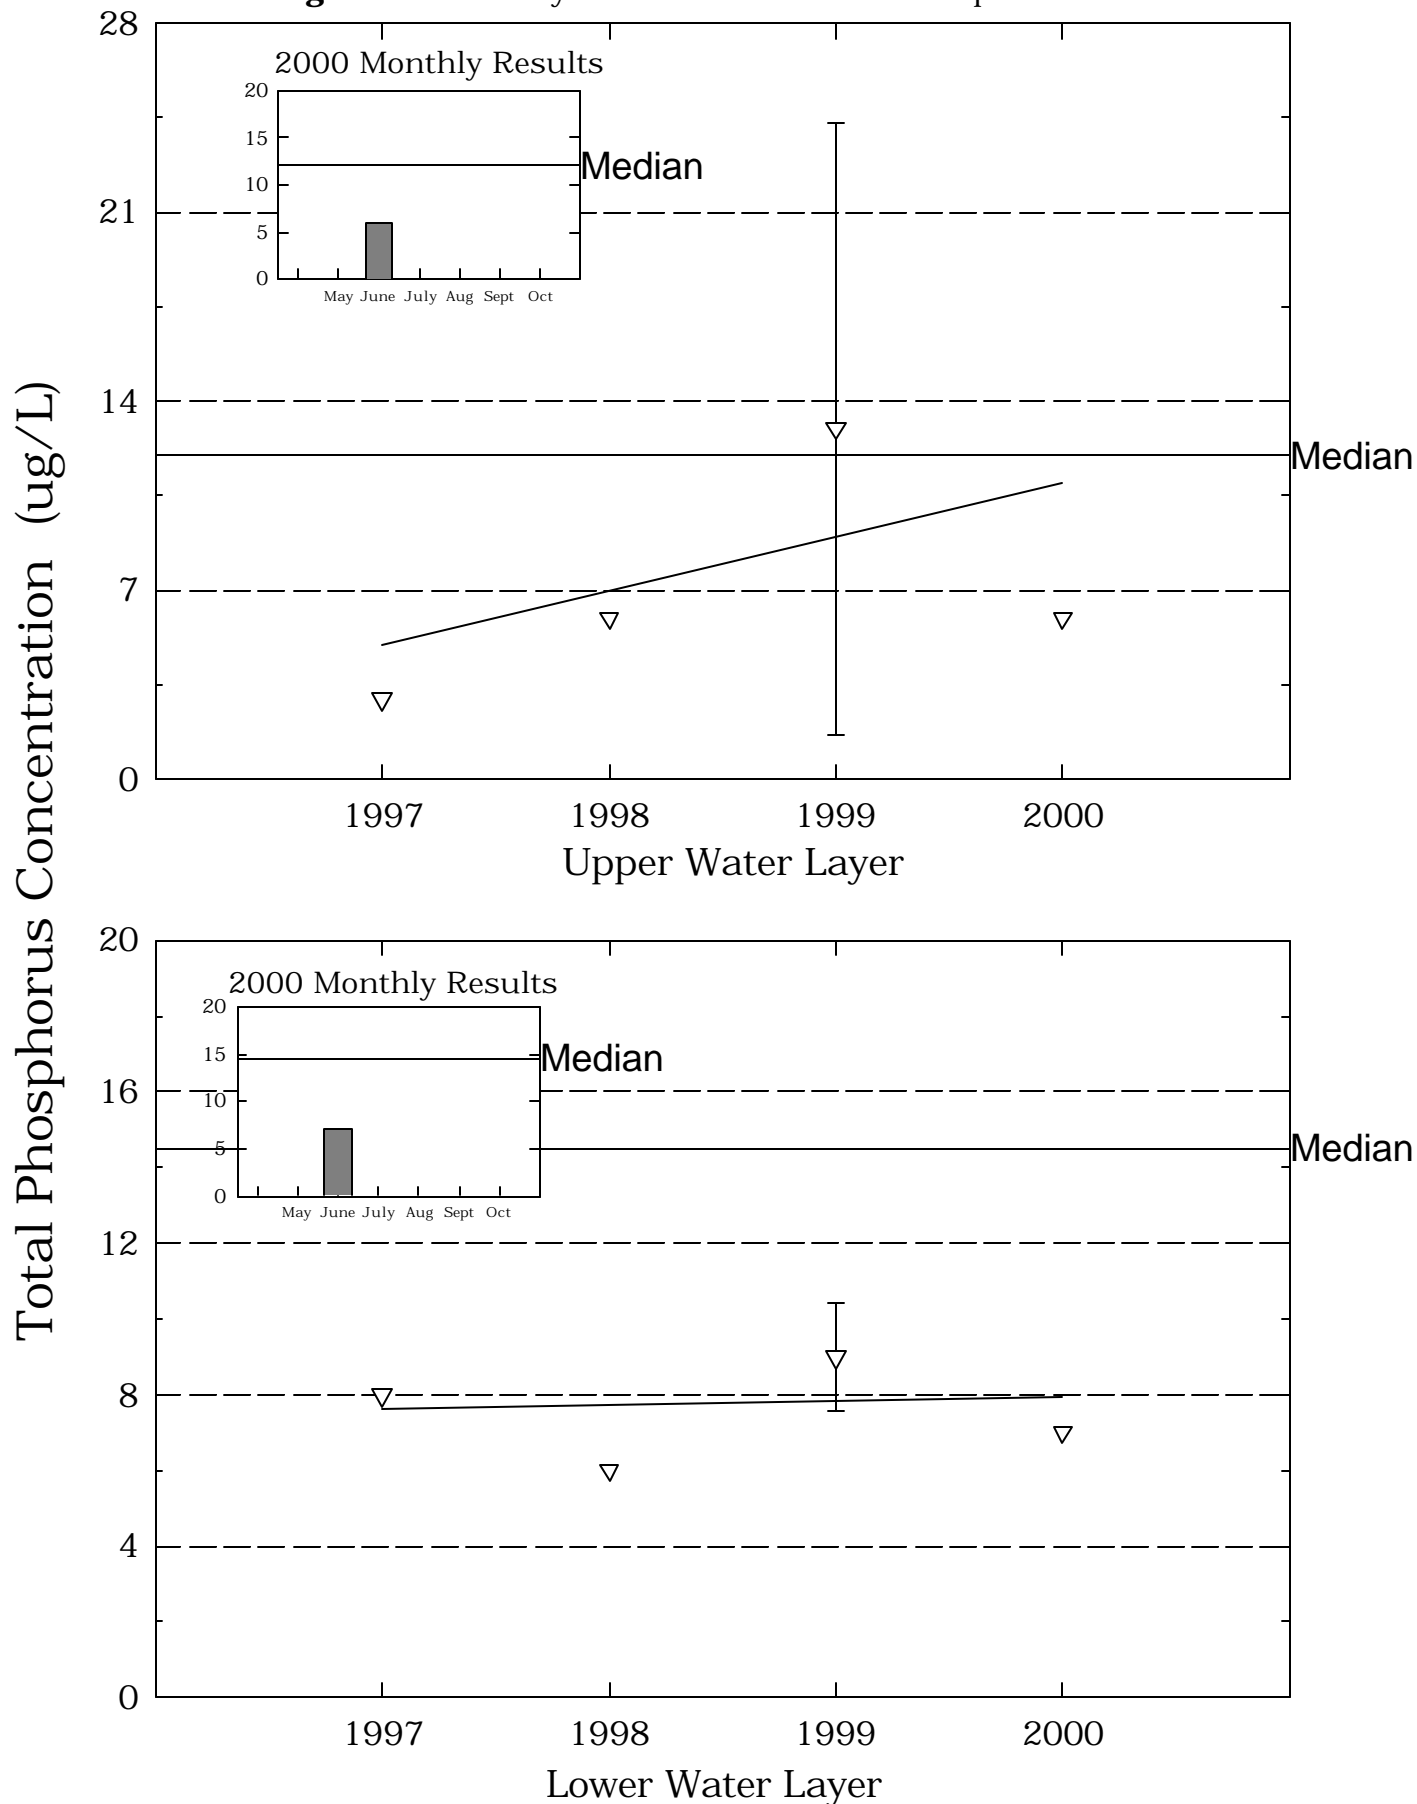 28
2000 Monthly Results
20
15
Median
10
21
5
0
May June July Aug Sept Oct
14
Median
7
0
1997 1998 1999 2000
Upper Water Layer
Total Phosphorus Concentration (ug/L)
20
2000 Monthly Results
20
15
Median
16
10
5
Median
0
May June July Aug Sept Oct
12
8
4
0
1997 1998 1999 2000
Lower Water Layer